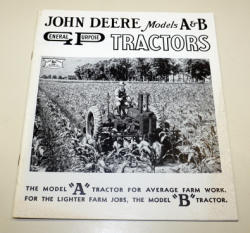 JOHN DEERE Models A&B
GENERAL PURPOSE TRACTORS
THE MODEL "A" TRACTOR FOR AVERAGE FARM WORK.
FOR THE LIGHTER FARM JOBS, THE MODEL "B" TRACTOR.